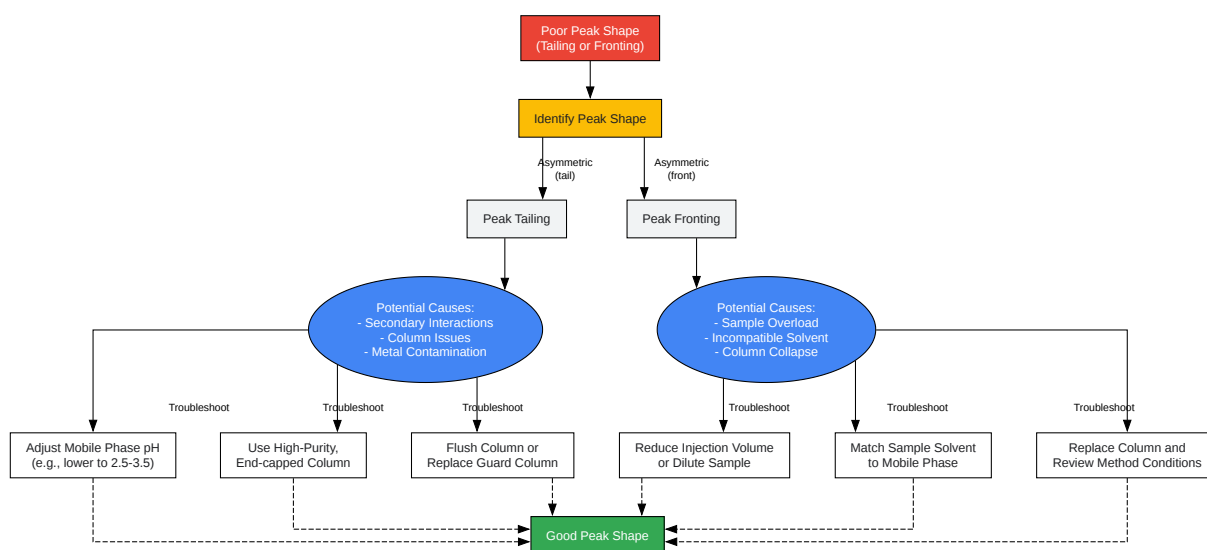 Poor Peak Shape
(Tailing or Fronting)
Identify Peak Shape
Asymmetric
(tail)
Asymmetric
(front)
Peak Tailing
Peak Fronting
Potential Causes:
- Secondary Interactions
- Column Issues
- Metal Contamination
Potential Causes:
- Sample Overload
- Incompatible Solvent
- Column Collapse
Troubleshoot
Troubleshoot
Troubleshoot
Troubleshoot
Troubleshoot
Troubleshoot
Adjust Mobile Phase pH
(e.g., lower to 2.5-3.5)
Use High-Purity,
End-capped Column
Flush Column or
Replace Guard Column
Reduce Injection Volume
or Dilute Sample
Match Sample Solvent
to Mobile Phase
Replace Column and
Review Method Conditions
Good Peak Shape